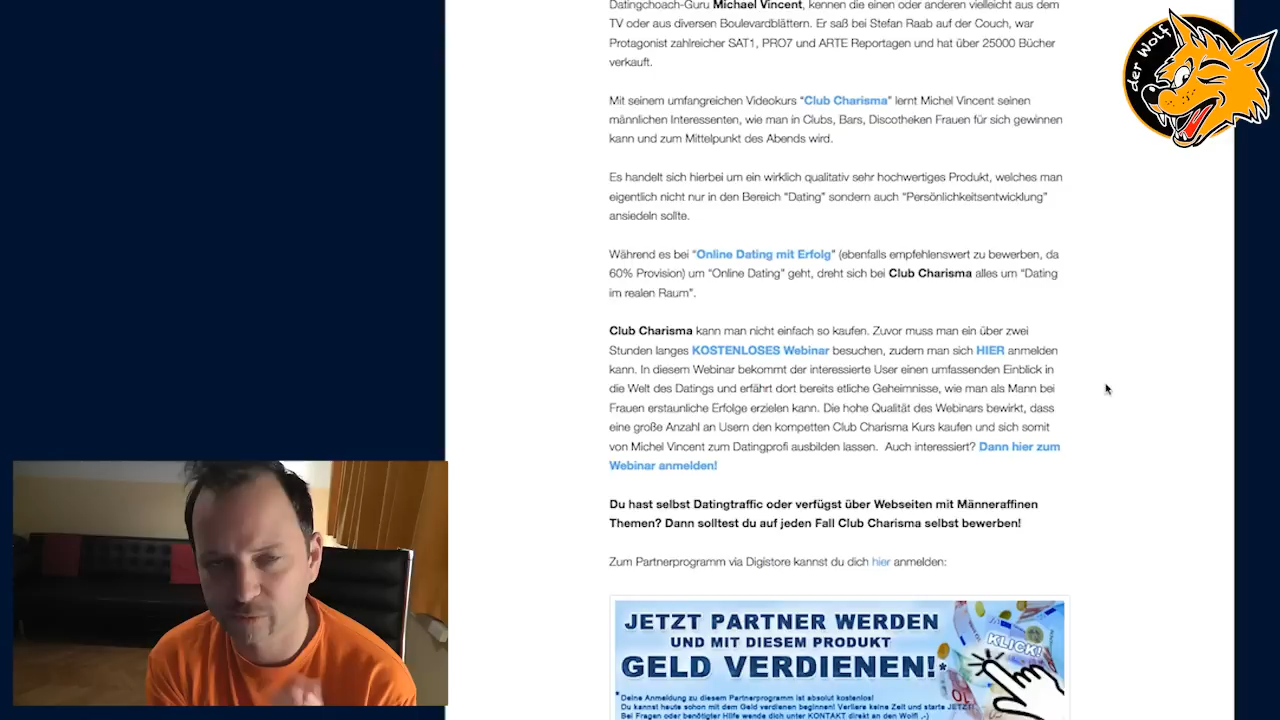 Datingchoach-Guru Michael Vincent, kennen die einen oder anderen vielleicht aus dem
TV oder aus diversen Boulevardblättern. Er saß bei Stefan Raab auf der Couch, war
Protagonist zahlreicher SAT1, PRO7 und ARTE Reportagen und hat über 25000 Bücher
verkauft.
Mit seinem umfangreichen Videokurs “Club Charisma” lernt Michel Vincent seinen
männlichen Interessenten, wie man in Clubs, Bars, Discotheken Frauen für sich gewinnen
kann und zum Mittelpunkt des Abends wird.
Es handelt sich hierbei um ein wirklich qualitativ sehr hochwertiges Produkt, welches man
eigentlich nicht nur in den Bereich “Dating” sondern auch “Persönlichkeitsentwicklung”
ansiedeln sollte.
Während es bei “Online Dating mit Erfolg” (ebenfalls empfehlenswert zu bewerben, da
60% Provision) um “Online Dating” geht, dreht sich bei Club Charisma alles um “Dating
im realen Raum”.
Club Charisma kann man nicht einfach so kaufen. Zuvor muss man ein über zwei
Stunden langes KOSTENLOSES Webinar besuchen, zudem man sich HIER anmelden
kann. In diesem Webinar bekommt der interessierte User einen umfassenden Einblick in
die Welt des Datings und erfährt dort bereits etliche Geheimnisse, wie man als Mann bei
Frauen erstaunliche Erfolge erzielen kann. Die hohe Qualität des Webinars bewirkt, dass
eine große Anzahl an Usern den kompetten Club Charisma Kurs kaufen und sich somit
von Michel Vincent zum Datingprofi ausbilden lassen. Auch interessiert? Dann hier zum
Webinar anmelden!
Du hast selbst Datingtraffic oder verfügst über Webseiten mit Männeraffinen
Themen? Dann solltest du auf jeden Fall Club Charisma selbst bewerben!
Zum Partnerprogramm via Digistore kannst du dich hier anmelden:
JETZT PARTNER WERDEN
UND MIT DIESEM PRODUKT
GELD VERDIENEN!*
KLICK!
*Deine Anmeldung zu diesem Partnerprogramm ist absolut kostenlos!
Du kannst heute schon mit dem Geld verdienen beginnen! Verliere keine Zeit und starte JETZT!
Bei Fragen oder benötigter Hilfe wende dich unter KONTAKT direkt an den Wolf! ,-)
der Wolf